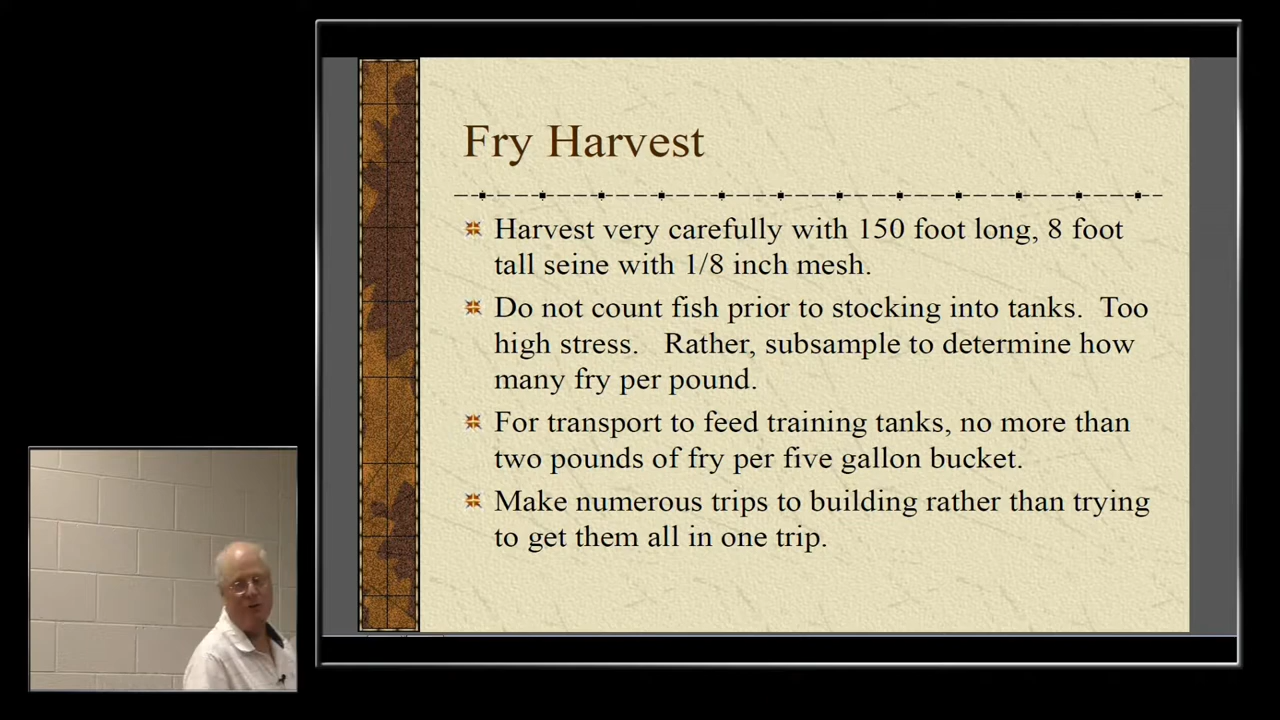 Fry Harvest
Harvest very carefully with 150 foot long, 8 foot
tall seine with 1/8 inch mesh.
Do not count fish prior to stocking into tanks.  Too
high stress.   Rather, subsample to determine how
many fry per pound.
For transport to feed training tanks, no more than
two pounds of fry per five gallon bucket.
Make numerous trips to building rather than trying
to get them all in one trip.